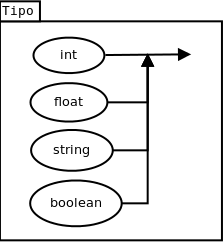 Tipo
int
float
string
boolean